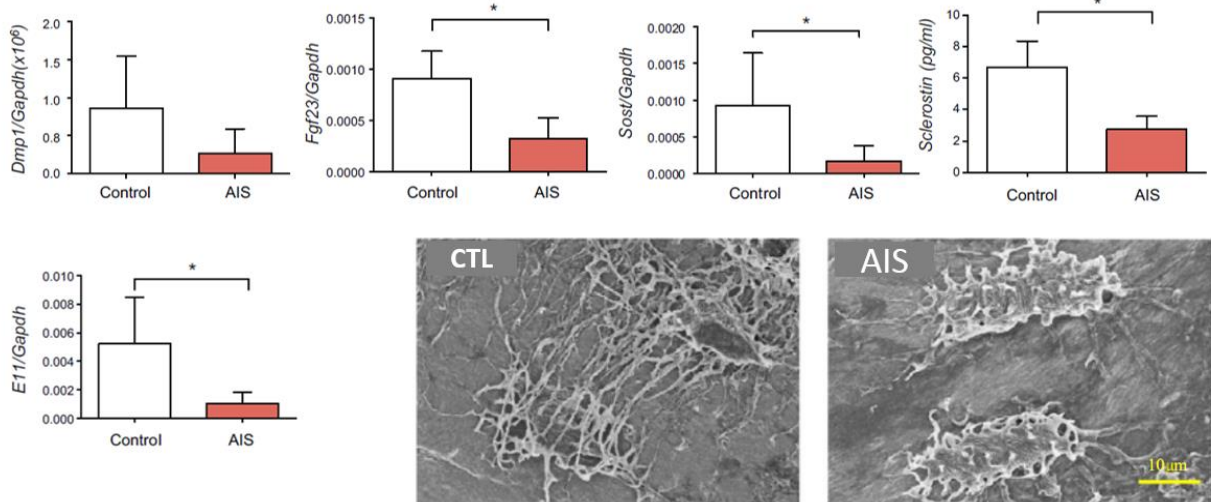 Dmp1/Gapdh(x10⁶)
2.0
1.5
1.0
0.8
0.0
Control
AIS
Fgf23/Gapdh
0.0015
0.0010
0.0005
0.0000
*
Control
AIS
Sost/Gapdh
0.0020
0.0015
0.0010
0.0005
0.0000
*
Control
AIS
Sclerostin (pg/ml)
10
8
6
4
2
0
*
Control
AIS
E11/Gapdh
0.010
0.008
0.006
0.004
0.002
0.000
*
Control
AIS
CTL
AIS
10µm